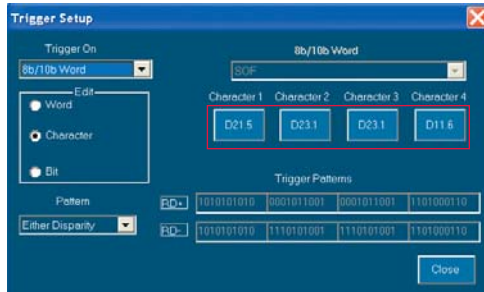 Trigger Setup
Trigger On
8b/10b Word
8b/10b Word
SOF
Edit
Word
Character
Bit
Character 1 Character 2 Character 3 Character 4
D21.5 D23.1 D23.1 D11.6
Trigger Patterns
Pattern
Either Disparity
RD+ 1010101010 0001011001 0001011001 1101000110
RD- 1010101010 1110101001 1110101001 1101000110
Close